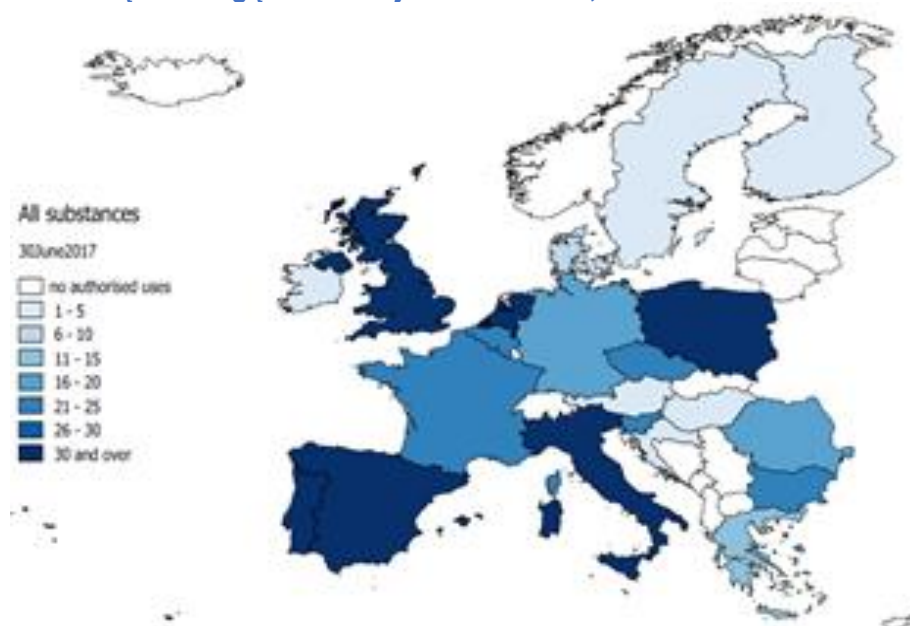 All substances
30June2017
no authorised uses
1 - 5
6 - 10
11 - 15
16 - 20
21 - 25
26 - 30
30 and over